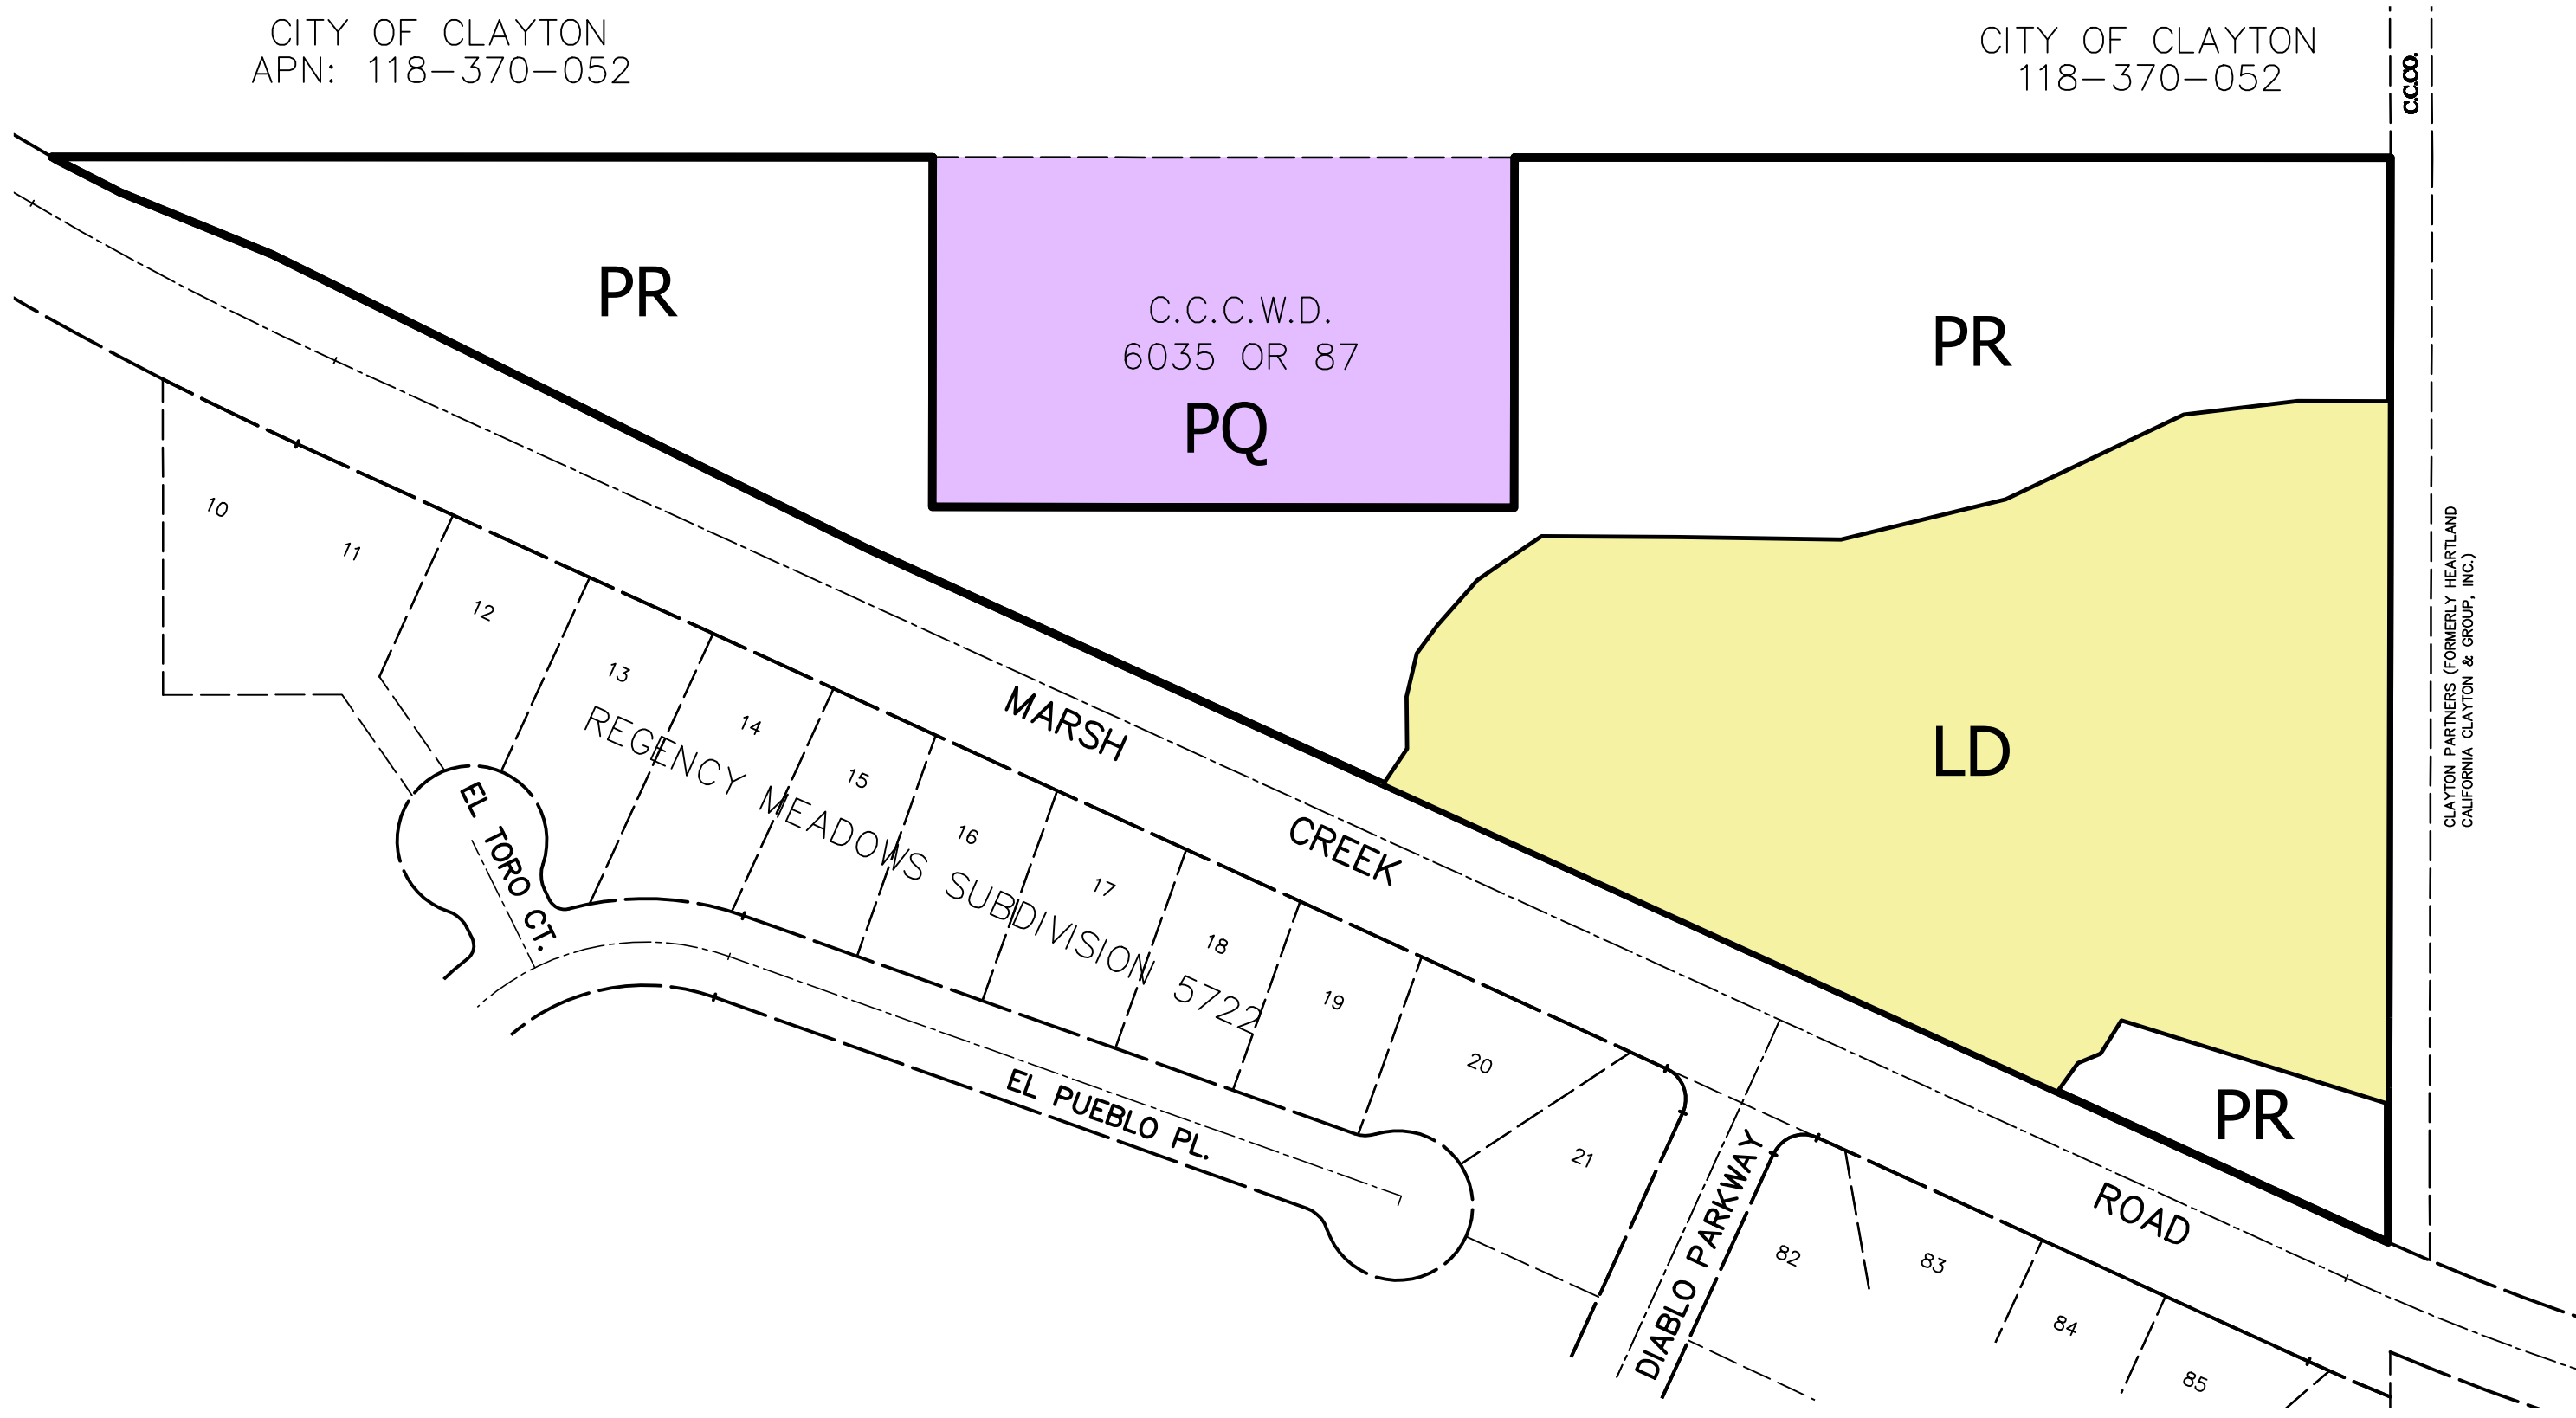 CITY OF CLAYTON
APN: 118-370-052
CITY OF CLAYTON
118-370-052
C.C.CO.
PR
C.C.C.W.D.
6035 OR 87
PQ
PR
LD
PR
CLAYTON PARTNERS (FORMERLY HEARTLAND
CALIFORNIA CLAYTON & GROUP, INC.)
10
11
12
13
14
15
16
17
18
19
20
21
REGENCY MEADOWS SUBDIVISION 5722
MARSH CREEK ROAD
EL TORO CT.
EL PUEBLO PL.
DIABLO PARKWAY
82
83
84
85